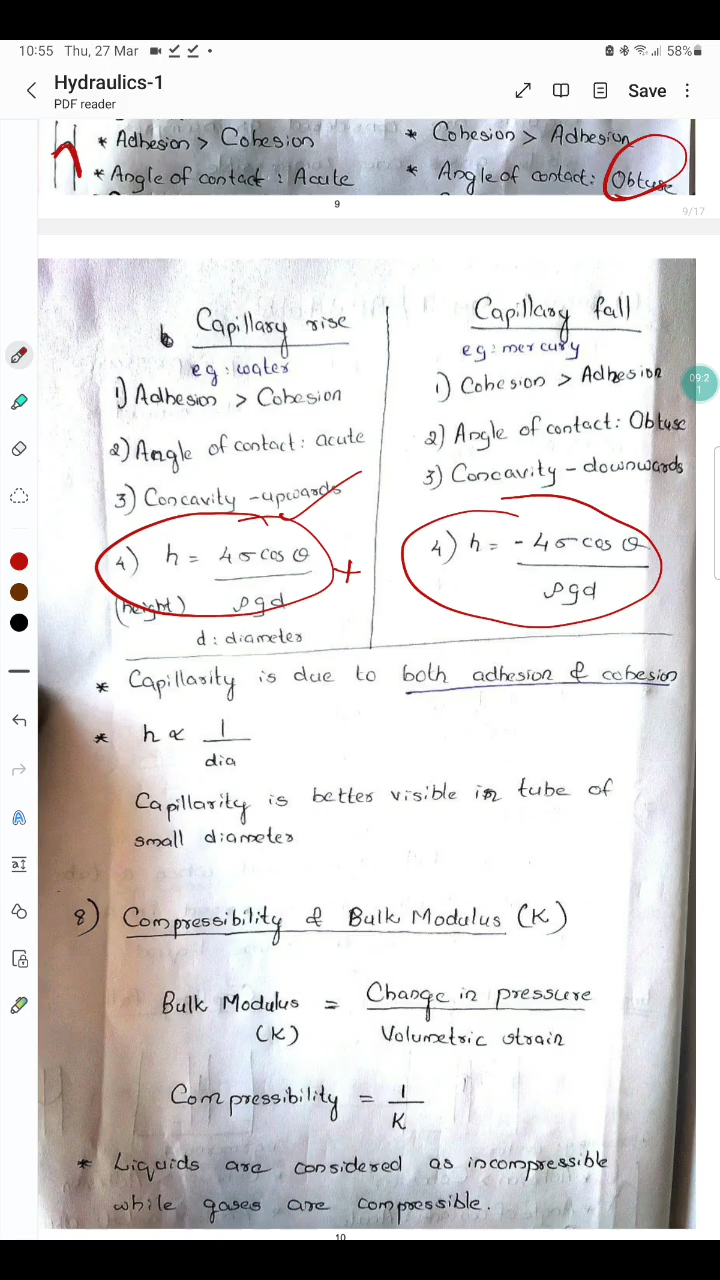 10:55 Thu, 27 Mar
58%
Hydraulics-1
PDF reader
Save
* Adhesion > Cohesion
* Cohesion > Adhesion
* Angle of contact : Acute
* Angle of contact: Obtuse
9
9/17
Capillary rise
Capillary fall
eg: water
eg: mercury
1) Adhesion > Cohesion
1) Cohesion > Adhesion
2) Angle of contact: acute
2) Angle of contact: Obtuse
3) Concavity - upwards
3) Concavity - downwards
4) h = 4σcos θ
4) h = - 4σcos θ
(height) ρgd
ρgd
d : diameter
* Capillarity is due to both adhesion & cohesion
* h ∝ 1
dia
Capillarity is better visible in tube of
small diameter
8) Compressibility & Bulk Modulus (K)
Bulk Modulus = Change in pressure
(K) Volumetric strain
Compressibility = 1
K
* Liquids are considered as incompressible
while gases are compressible.
10
09:2
1